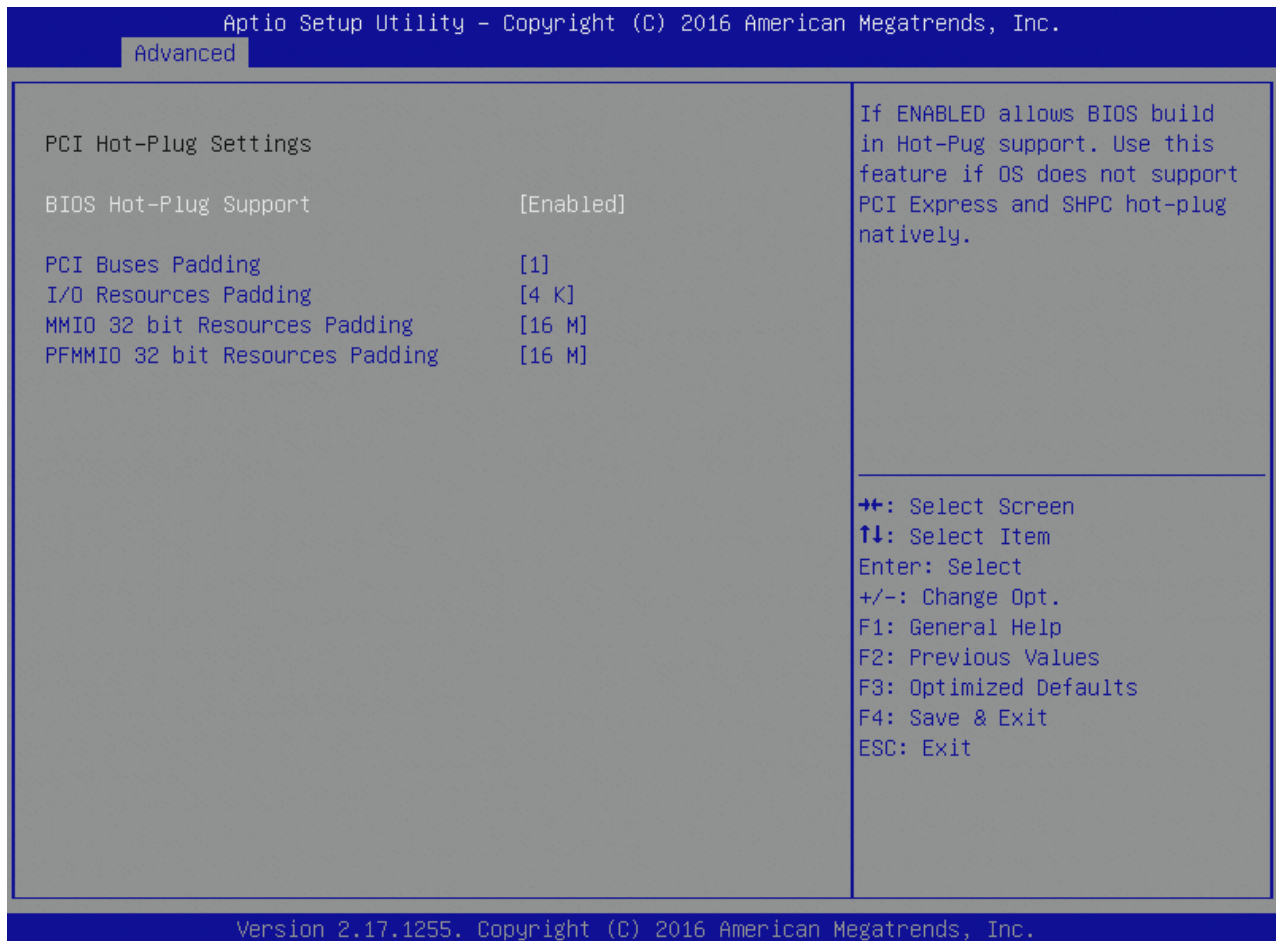 Aptio Setup Utility – Copyright (C) 2016 American Megatrends, Inc.
Advanced
PCI Hot-Plug Settings
BIOS Hot-Plug Support [Enabled]
PCI Buses Padding [1]
I/O Resources Padding [4 K]
MMIO 32 bit Resources Padding [16 M]
PFMMIO 32 bit Resources Padding [16 M]
If ENABLED allows BIOS build
in Hot-Pug support. Use this
feature if OS does not support
PCI Express and SHPC hot-plug
natively.
→←: Select Screen
↑↓: Select Item
Enter: Select
+/-: Change Opt.
F1: General Help
F2: Previous Values
F3: Optimized Defaults
F4: Save & Exit
ESC: Exit
Version 2.17.1255. Copyright (C) 2016 American Megatrends, Inc.